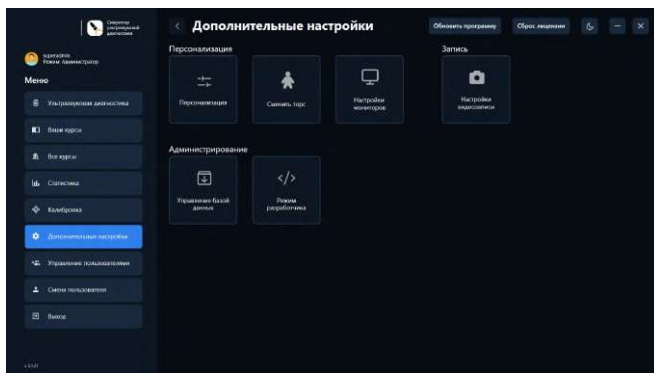 Симулятор
ультразвуковой
диагностики
Дополнительные настройки
Обновить программу
Сброс лицензии
superadmin
Режим: Администратор
Меню
Ультразвуковая диагностика
Ваши курсы
Все курсы
Статистика
Калибровка
Дополнительные настройки
Управление пользователями
Смена пользователя
Выход
Персонализация
Персонализация
Сменить торс
Настройки
мониторов
Запись
Настройки
видеозаписи
Администрирование
Управление базой
данных
Режим
разработчика